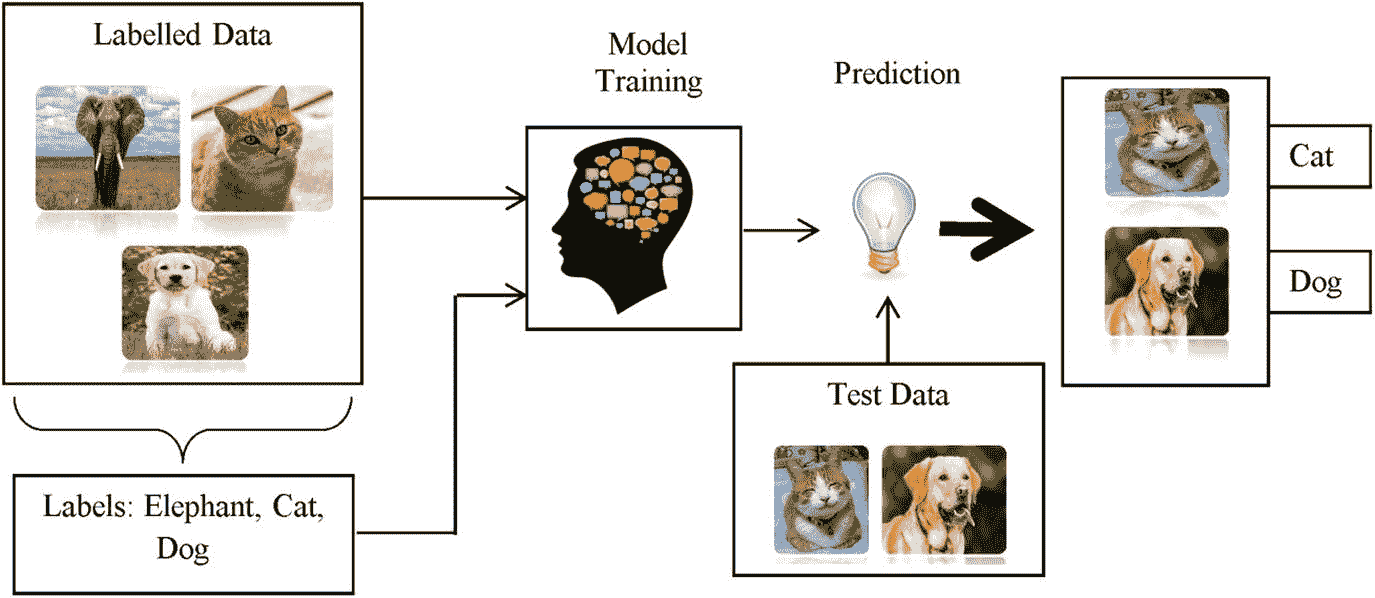 Labelled Data
Labels: Elephant, Cat,
Dog
Model
Training
Prediction
Test Data
Cat
Dog